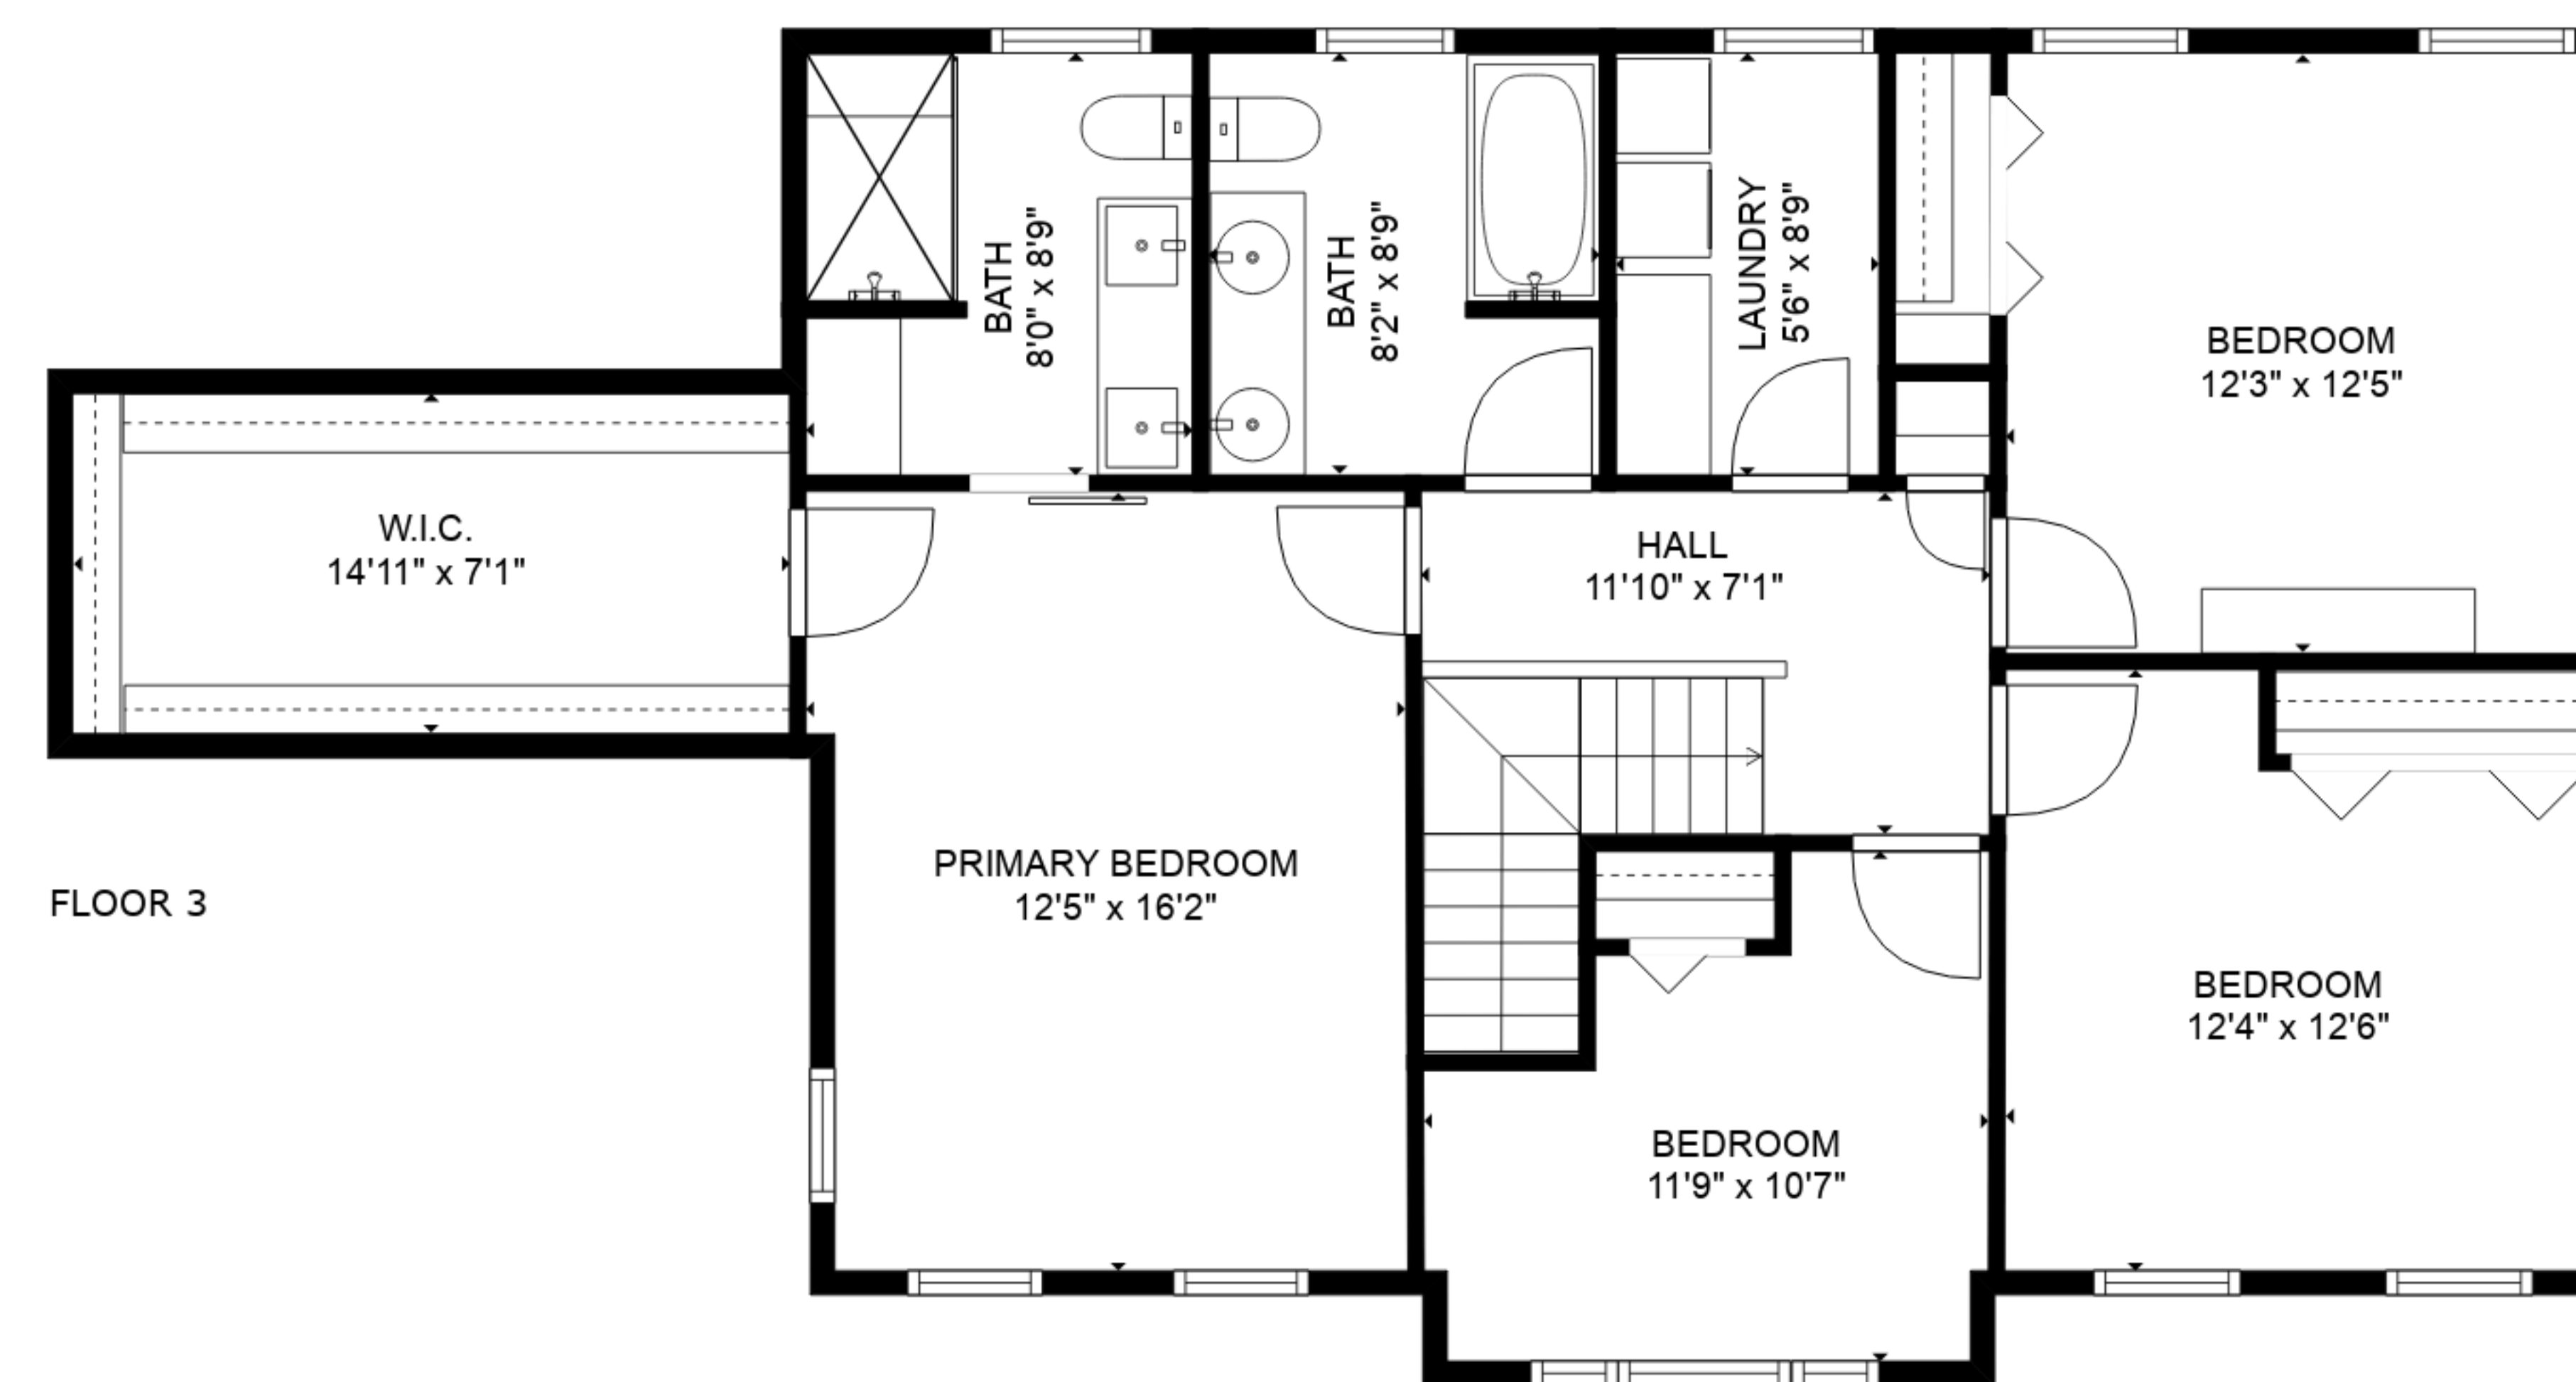 BATH
8'0" x 8'9"
BATH
8'2" x 8'9"
LAUNDRY
5'6" x 8'9"
BEDROOM
12'3" x 12'5"
W.I.C.
14'11" x 7'1"
HALL
11'10" x 7'1"
PRIMARY BEDROOM
12'5" x 16'2"
FLOOR 3
BEDROOM
12'4" x 12'6"
BEDROOM
11'9" x 10'7"